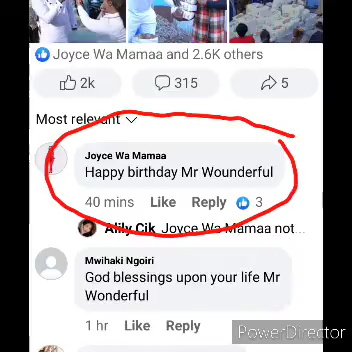 Joyce Wa Mamaa and 2.6K others
2k
315
5
Most relevant
Joyce Wa Mamaa
Happy birthday Mr Wounderful
40 mins Like Reply 3
Alily Cik Joyce Wa Mamaa not...
Mwihaki Ngoiri
God blessings upon your life Mr
Wonderful
1 hr Like Reply
PowerDirector